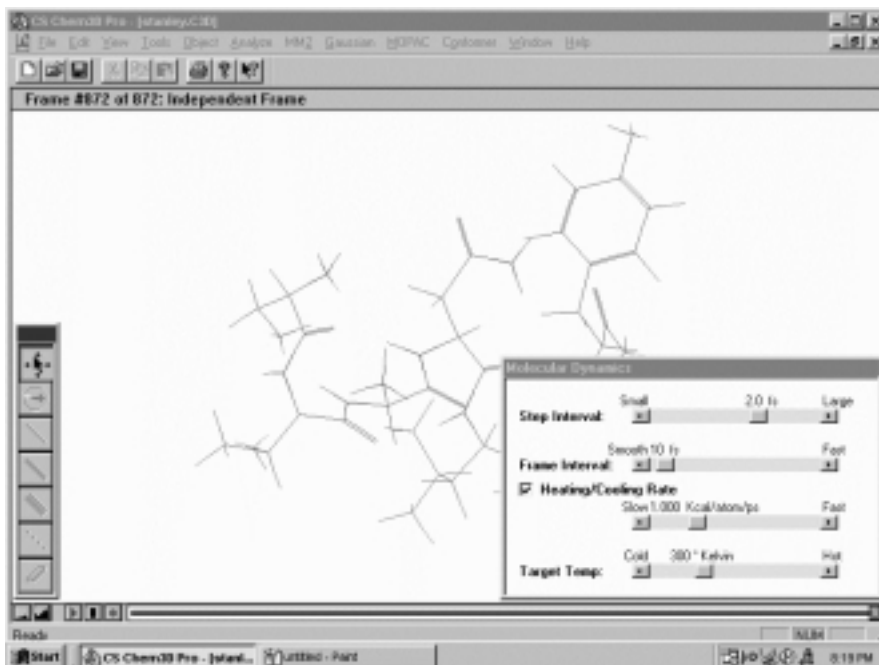 CS Chem3D Pro - [stanley.C3D]
File Edit View Tools Object Analyze MM2 Gaussian MOPAC Conformer Window Help
Frame #872 of 872: Independent Frame
Molecular Dynamics
Small 2.0 fs Large
Step Interval:
Smooth 10 fs Fast
Frame Interval:
Heating/Cooling Rate
Slow 1.000 Kcal/atom/ps Fast
Cold 300 ° Kelvin Hot
Target Temp:
Ready
NUM
Start CS Chem3D Pro - [stanl... untitled - Paint 8:19 PM